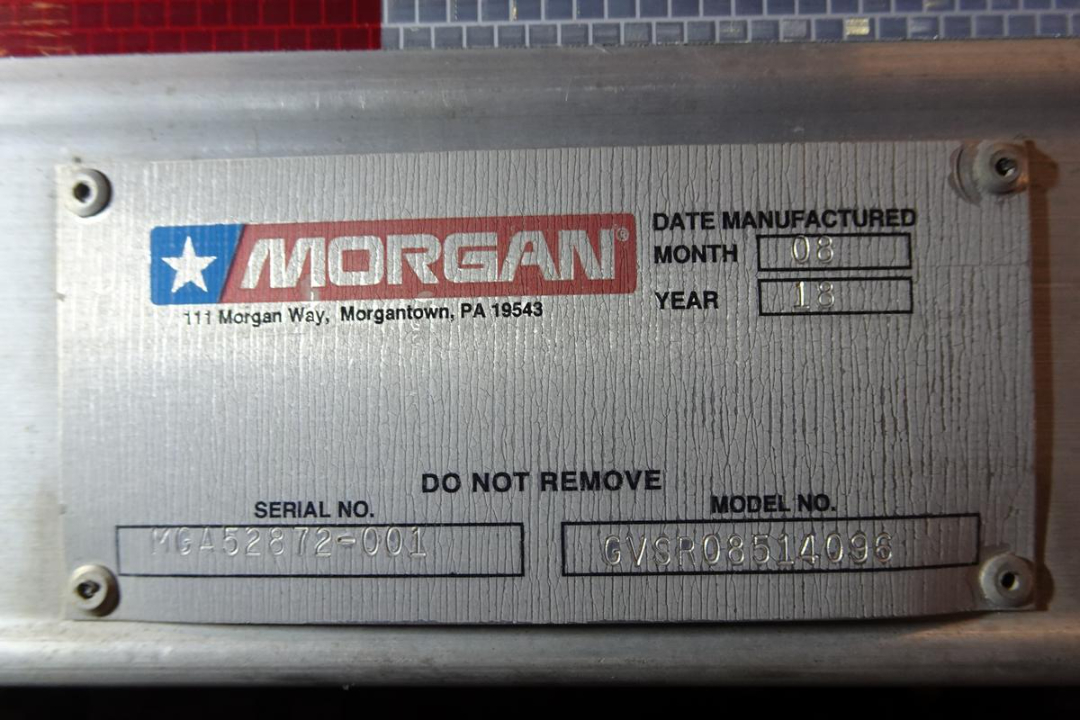 MORGAN®
111 Morgan Way, Morgantown, PA 19543
DATE MANUFACTURED
MONTH 08
YEAR 18
DO NOT REMOVE
SERIAL NO.
MGA52872-001
MODEL NO.
GVSR08514096